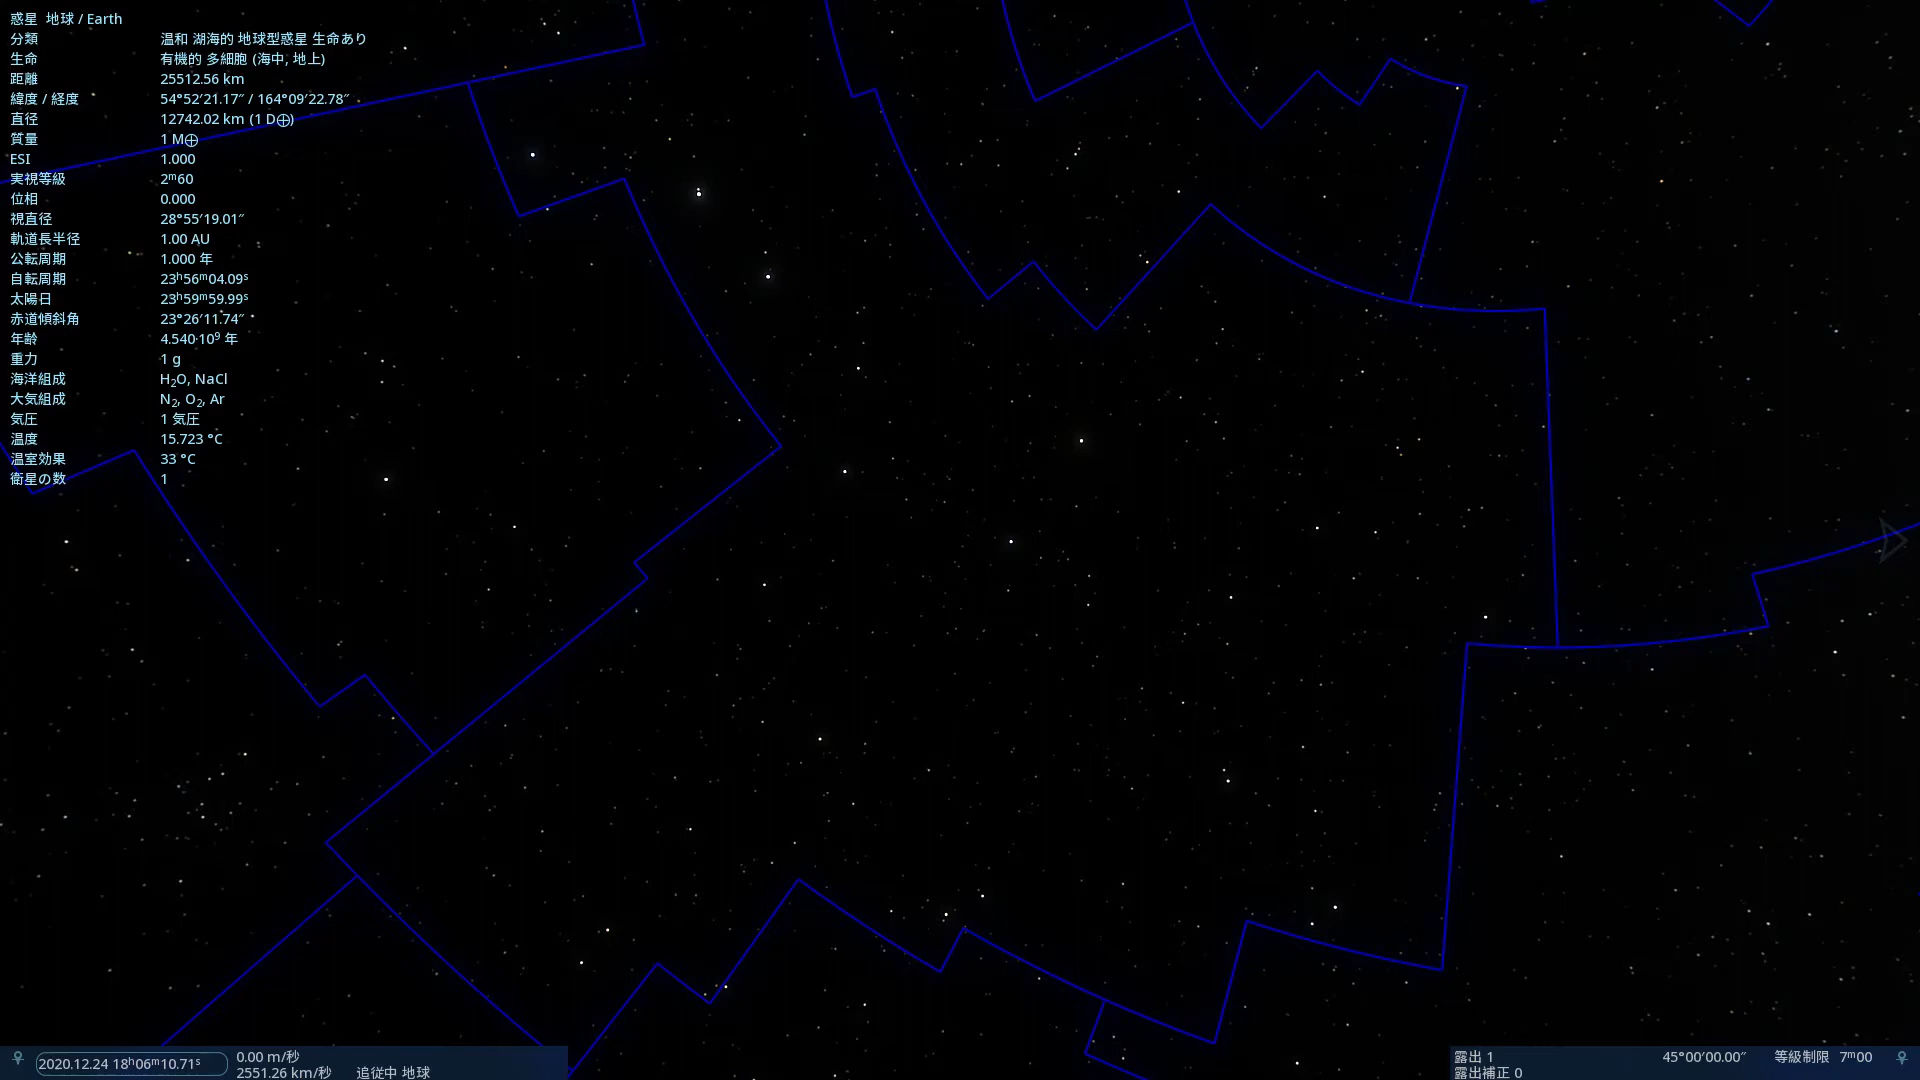 惑星 地球 / Earth
分類 温和 湖海的 地球型惑星 生命あり
生命 有機的 多細胞 (海中, 地上)
距離 25512.56 km
緯度 / 経度 54°52′21.17″ / 164°09′22.78″
直径 12742.02 km (1 D⨁)
質量 1 M⨁
ESI 1.000
実視等級 2ᵐ60
位相 0.000
視直径 28°55′19.01″
軌道長半径 1.00 AU
公転周期 1.000 年
自転周期 23ʰ56ᵐ04.09ˢ
太陽日 23ʰ59ᵐ59.99ˢ
赤道傾斜角 23°26′11.74″
年齢 4.540·10⁹ 年
重力 1 g
海洋組成 H₂O, NaCl
大気組成 N₂, O₂, Ar
気圧 1 気圧
温度 15.723 °C
温室効果 33 °C
衛星の数 1
2020.12.24 18ʰ06ᵐ10.71ˢ
0.00 m/秒
2551.26 km/秒 追従中 地球
露出 1 45°00′00.00″ 等級制限 7ᵐ00
露出補正 0